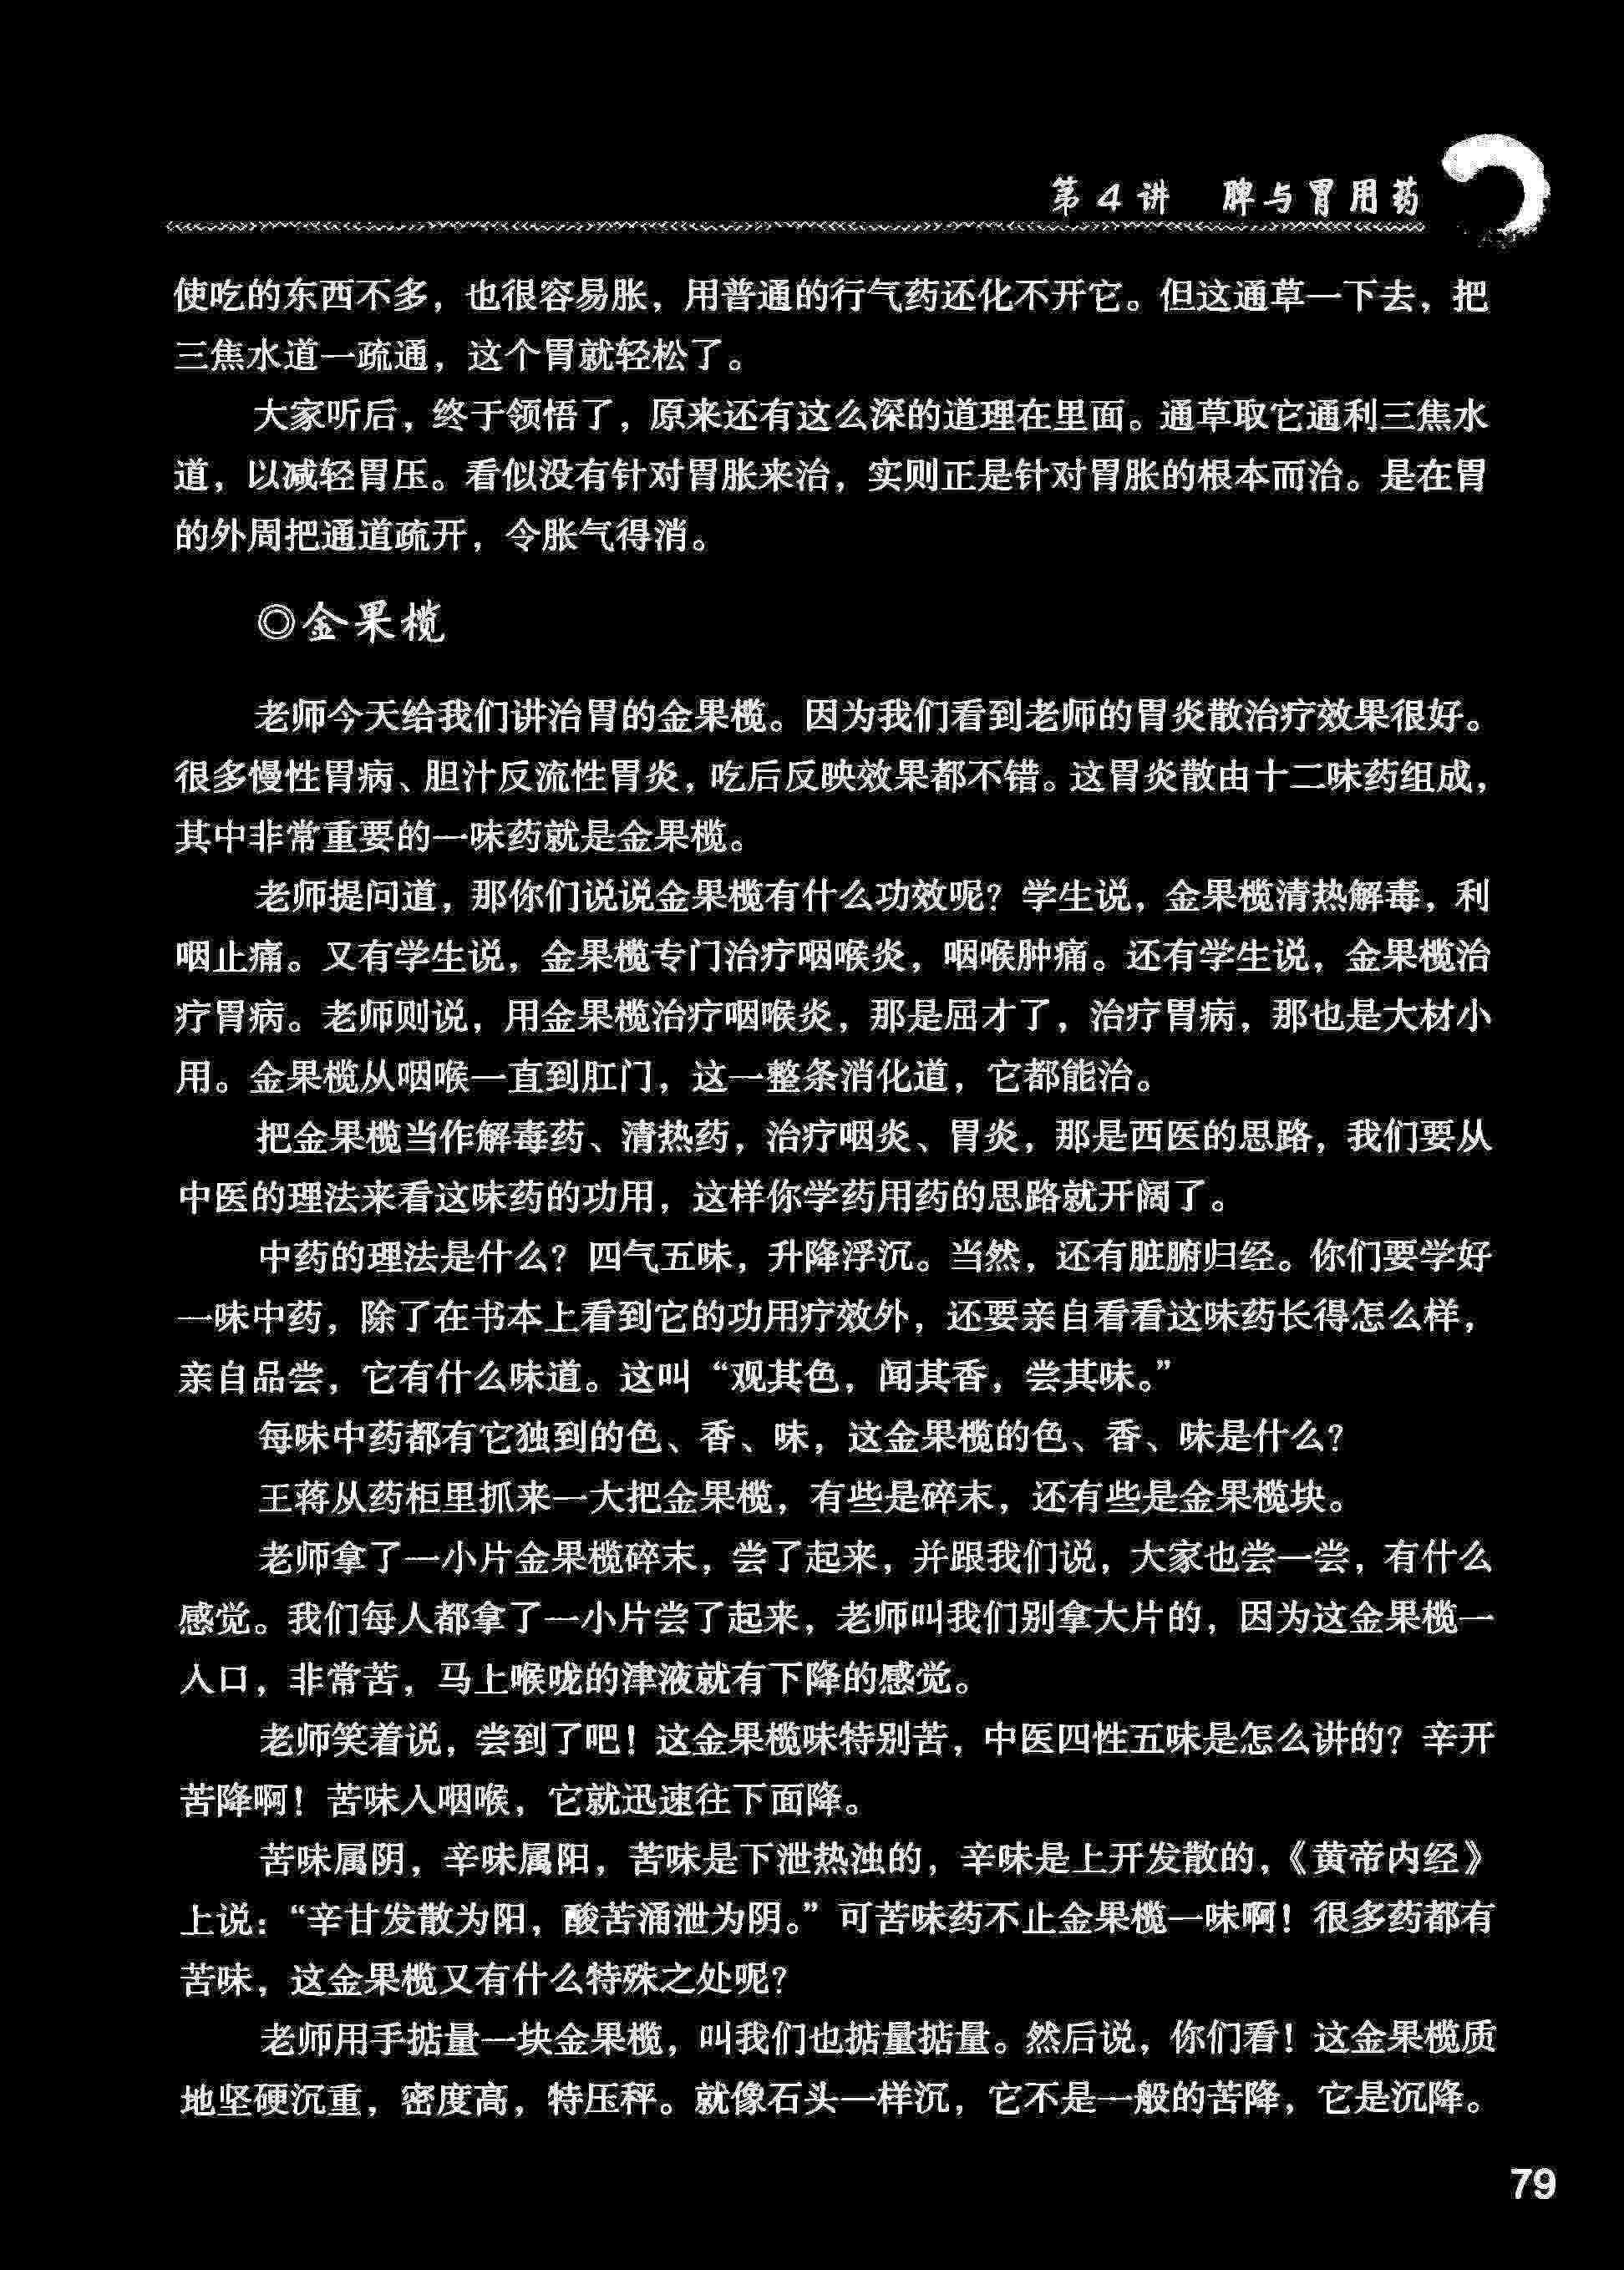 第4讲 脾与胃用药
使吃的东西不多，也很容易胀，用普通的行气药还化不开它。但这通草一下去，把
三焦水道一疏通，这个胃就轻松了。
大家听后，终于领悟了，原来还有这么深的道理在里面。通草取它通利三焦水
道，以减轻胃压。看似没有针对胃胀来治，实则正是针对胃胀的根本而治。是在胃
的外周把通道疏开，令胀气得消。
◎金果榄
老师今天给我们讲治胃的金果榄。因为我们看到老师的胃炎散治疗效果很好。
很多慢性胃病、胆汁反流性胃炎，吃后反映效果都不错。这胃炎散由十二味药组成，
其中非常重要的一味药就是金果榄。
老师提问道，那你们说说金果榄有什么功效呢？学生说，金果榄清热解毒，利
咽止痛。又有学生说，金果榄专门治疗咽喉炎，咽喉肿痛。还有学生说，金果榄治
疗胃病。老师则说，用金果榄治疗咽喉炎，那是屈才了，治疗胃病，那也是大材小
用。金果榄从咽喉一直到肛门，这一整条消化道，它都能治。
把金果榄当作解毒药、清热药，治疗咽炎、胃炎，那是西医的思路，我们要从
中医的理法来看这味药的功用，这样你学药用药的思路就开阔了。
中药的理法是什么？四气五味，升降浮沉。当然，还有脏腑归经。你们要学好
一味中药，除了在书本上看到它的功用疗效外，还要亲自看看这味药长得怎么样，
亲自品尝，它有什么味道。这叫“观其色，闻其香，尝其味。”
每味中药都有它独到的色、香、味，这金果榄的色、香、味是什么？
王蒋从药柜里抓来一大把金果榄，有些是碎末，还有些是金果榄块。
老师拿了一小片金果榄碎末，尝了起来，并跟我们说，大家也尝一尝，有什么
感觉。我们每人都拿了一小片尝了起来，老师叫我们别拿大片的，因为这金果榄一
入口，非常苦，马上喉咙的津液就有下降的感觉。
老师笑着说，尝到了吧！这金果榄味特别苦，中医四性五味是怎么讲的？辛开
苦降啊！苦味入咽喉，它就迅速往下面降。
苦味属阴，辛味属阳，苦味是下泄热浊的，辛味是上开发散的，《黄帝内经》
上说：“辛甘发散为阳，酸苦涌泄为阴。”可苦味药不止金果榄一味啊！很多药都有
苦味，这金果榄又有什么特殊之处呢？
老师用手掂量一块金果榄，叫我们也掂量掂量。然后说，你们看！这金果榄质
地坚硬沉重，密度高，特压秤。就像石头一样沉，它不是一般的苦降，它是沉降。
79